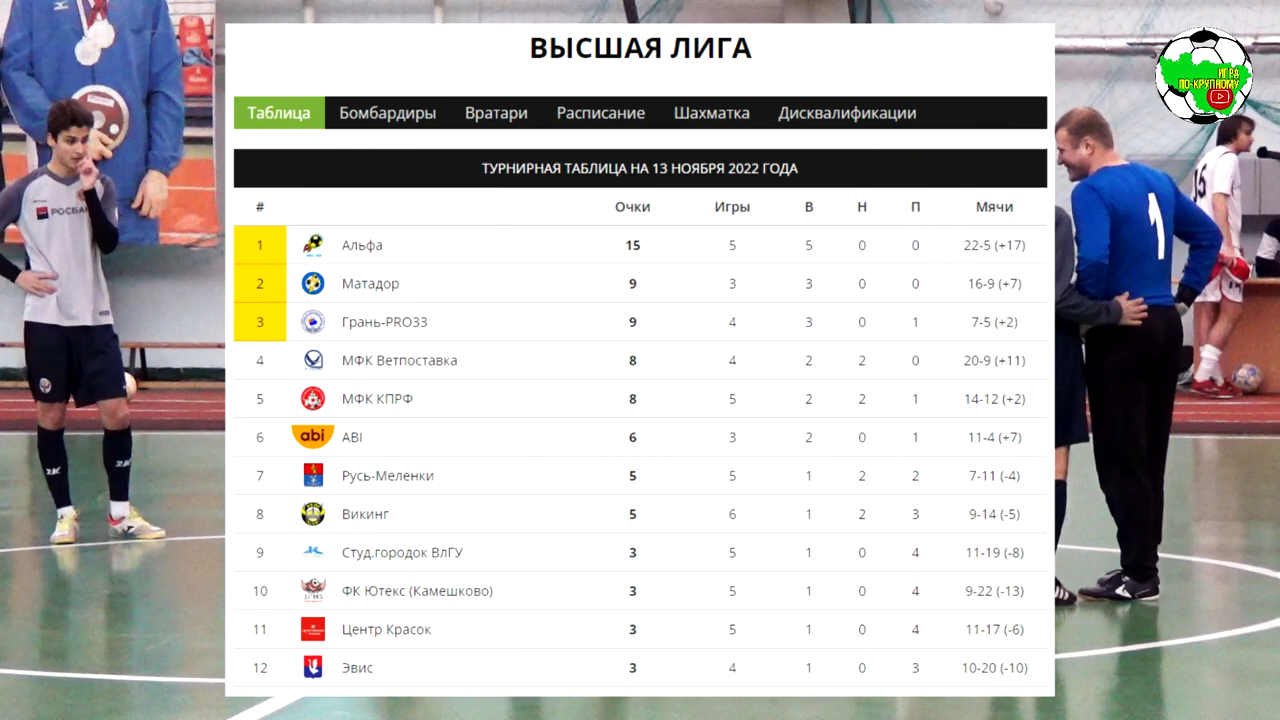 ВЫСШАЯ ЛИГА
ИГРА
ПО-КРУПНОМУ
Таблица Бомбардиры Вратари Расписание Шахматка Дисквалификации
ТУРНИРНАЯ ТАБЛИЦА НА 13 НОЯБРЯ 2022 ГОДА
# Очки Игры В Н П Мячи
1 Альфа 15 5 5 0 0 22-5 (+17)
2 Матадор 9 3 3 0 0 16-9 (+7)
3 Грань-PRO33 9 4 3 0 1 7-5 (+2)
4 МФК Ветпоставка 8 4 2 2 0 20-9 (+11)
5 МФК КПРФ 8 5 2 2 1 14-12 (+2)
6 abi ABI 6 3 2 0 1 11-4 (+7)
7 Русь-Меленки 5 5 1 2 2 7-11 (-4)
8 Викинг 5 6 1 2 3 9-14 (-5)
9 Студ.городок ВлГУ 3 5 1 0 4 11-19 (-8)
10 ФК Ютекс (Камешково) 3 5 1 0 4 9-22 (-13)
11 Центр Красок 3 5 1 0 4 11-17 (-6)
12 Эвис 3 4 1 0 3 10-20 (-10)
РОСБАН
2K
2K
1
15